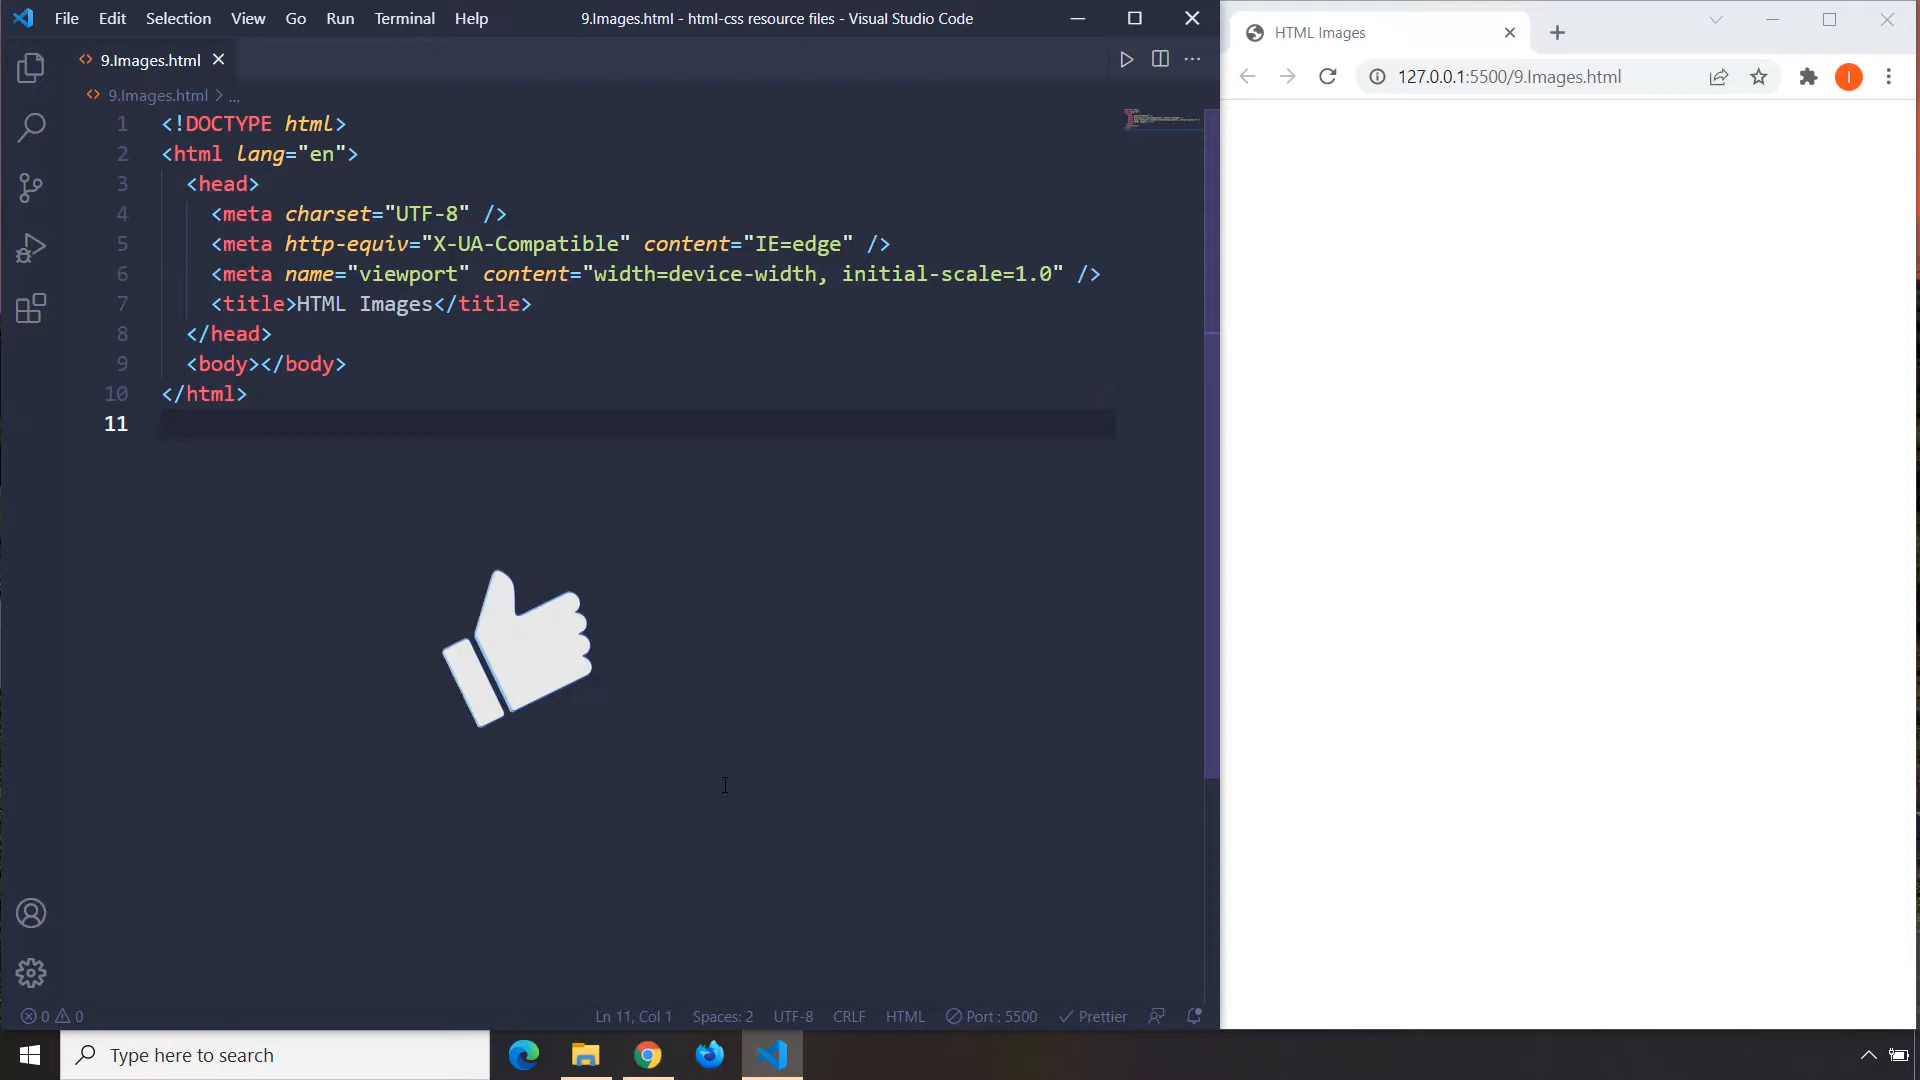 File Edit Selection View Go Run Terminal Help 9.Images.html - html-css resource files - Visual Studio Code
9.Images.html
9.Images.html > ...
1 <!DOCTYPE html>
2 <html lang="en">
3 <head>
4 <meta charset="UTF-8" />
5 <meta http-equiv="X-UA-Compatible" content="IE=edge" />
6 <meta name="viewport" content="width=device-width, initial-scale=1.0" />
7 <title>HTML Images</title>
8 </head>
9 <body></body>
10 </html>
11
0 0 Ln 11, Col 1 Spaces: 2 UTF-8 CRLF HTML Port : 5500 Prettier
HTML Images
127.0.0.1:5500/9.Images.html
I
Type here to search